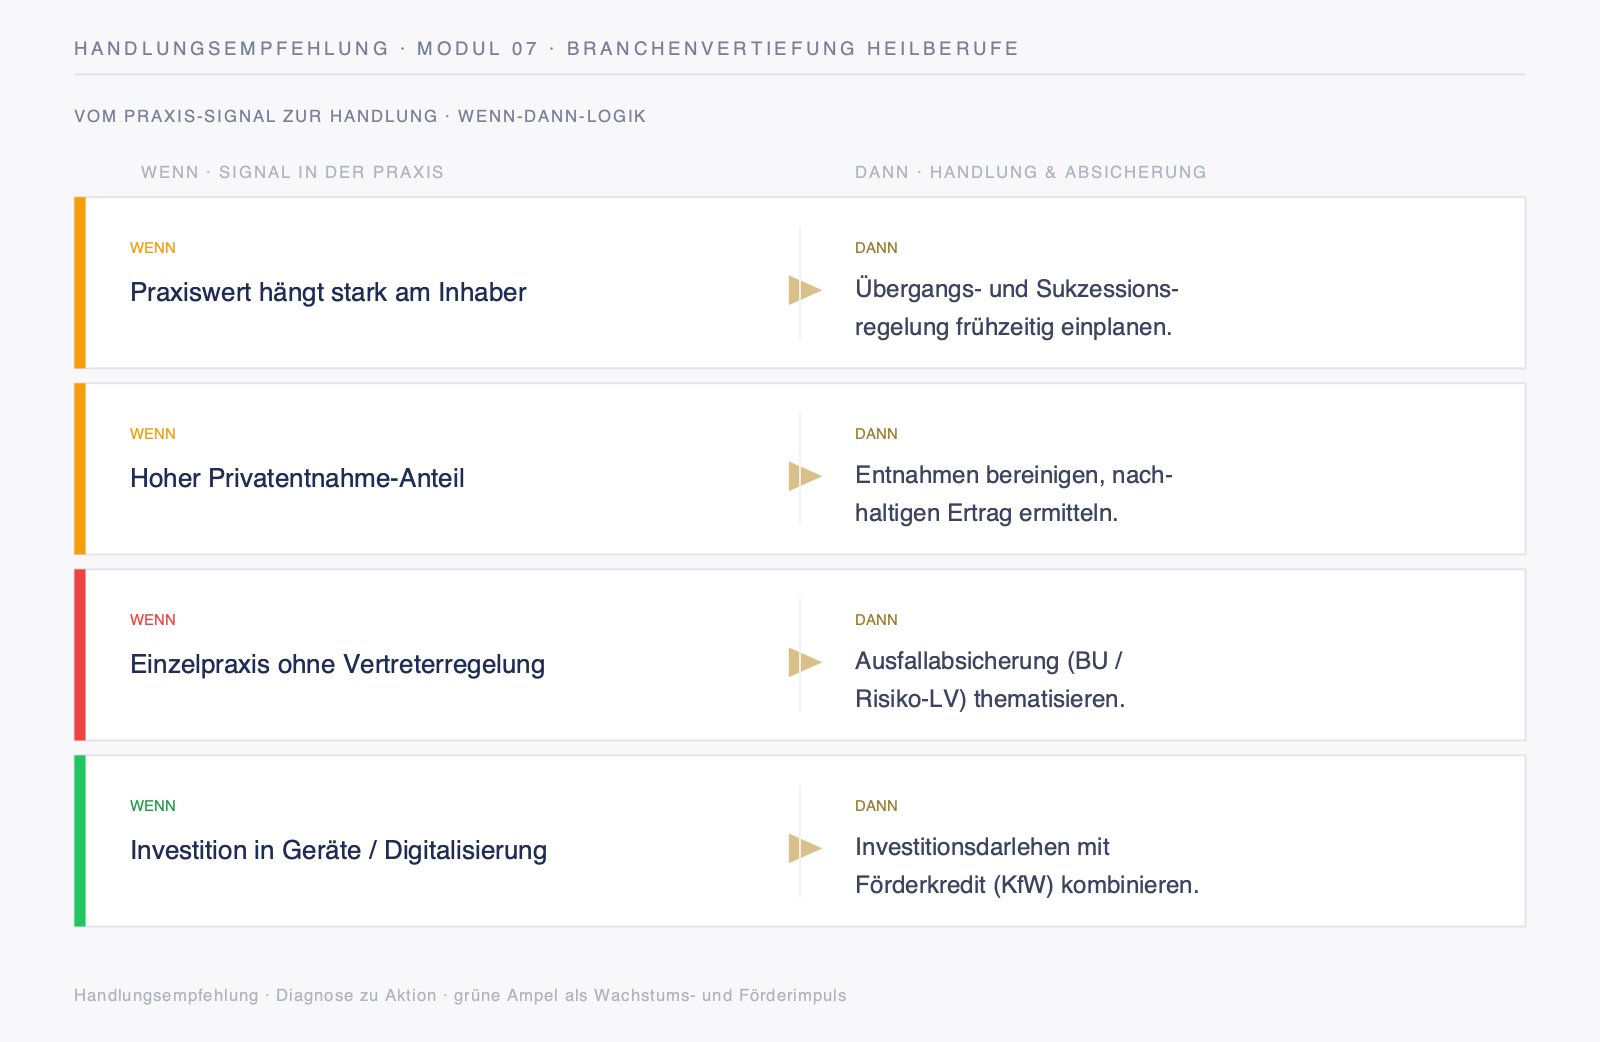 HANDLUNGSEMPFEHLUNG · MODUL 07 · BRANCHENVERTIEFUNG HEILBERUFE
VOM PRAXIS-SIGNAL ZUR HANDLUNG · WENN-DANN-LOGIK
WENN · SIGNAL IN DER PRAXIS
DANN · HANDLUNG & ABSICHERUNG
WENN
Praxiswert hängt stark am Inhaber
DANN
Übergangs- und Sukzessions-
regelung frühzeitig einplanen.
WENN
Hoher Privatentnahme-Anteil
DANN
Entnahmen bereinigen, nach-
haltigen Ertrag ermitteln.
WENN
Einzelpraxis ohne Vertreterregelung
DANN
Ausfallabsicherung (BU /
Risiko-LV) thematisieren.
WENN
Investition in Geräte / Digitalisierung
DANN
Investitionsdarlehen mit
Förderkredit (KfW) kombinieren.
Handlungsempfehlung · Diagnose zu Aktion · grüne Ampel als Wachstums- und Förderimpuls